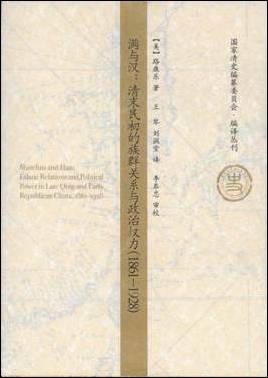 国家清史编纂委员会·编译丛刊
【美】路康乐 著 王琴 刘润堂 译 李恭忠 审校
满与汉：清末民初的族群关系与政治权力(1861–1928)
Manchus and Han:
Ethnic Relations and Political
Power in Late Qing and Early
Republican China, 1861–1928